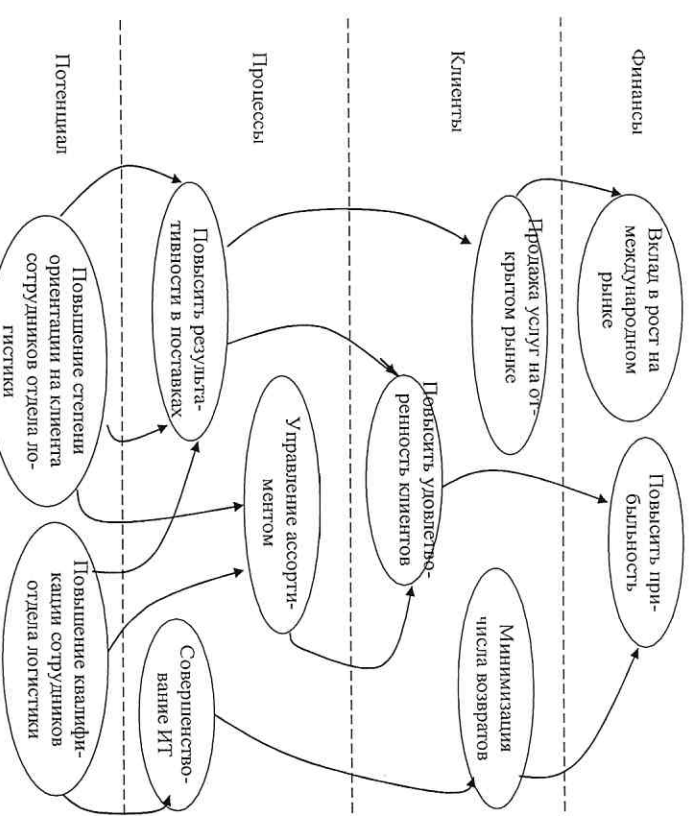 Финансы
Вклад в рост на
международном
рынке
Повысить при-
быльность
Клиенты
Продажа услуг на от-
крытом рынке
Повысить удовлетво-
ренность клиентов
Минимизация
числа возвратов
Процессы
Повысить результа-
тивности в поставках
Управление ассорти-
ментом
Совершенство-
вание ИТ
Потенциал
Повышение степени
ориентации на клиента
сотрудников отдела ло-
гистики
Повышение квалифи-
кации сотрудников
отдела логистики